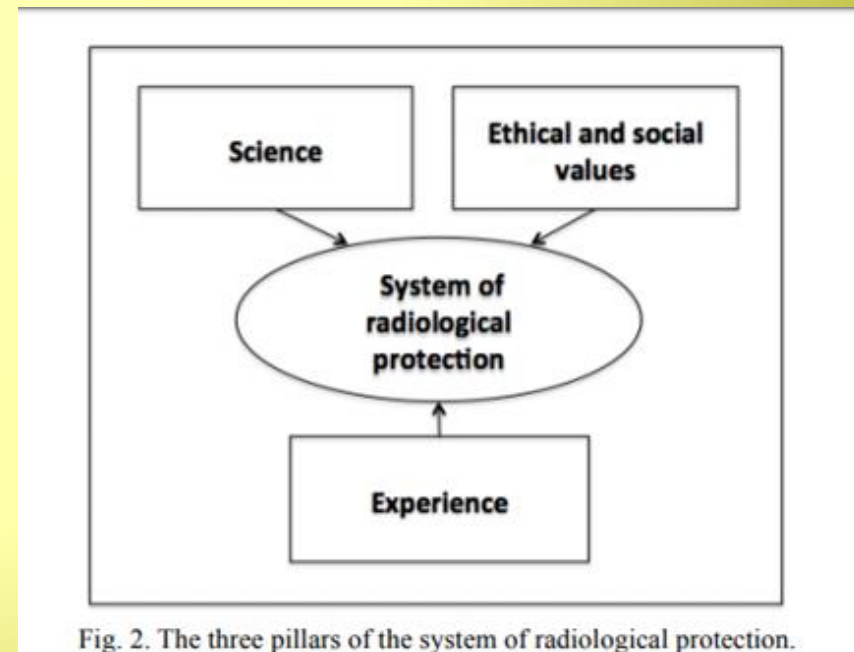 Science
Ethical and social
values
System of
radiological
protection
Experience
Fig. 2. The three pillars of the system of radiological protection.